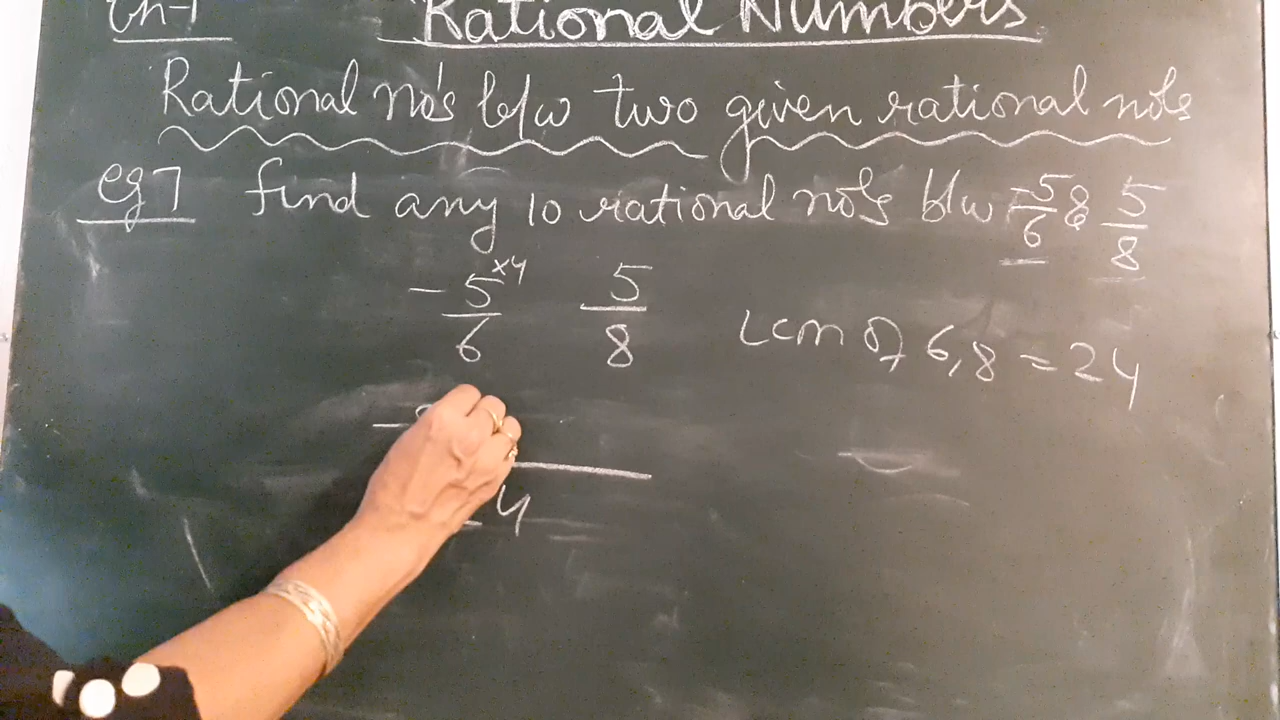 Ch-1 Rational Numbers
Rational no's b/w two given rational no's
eg 7 find any 10 rational no's b/w -5/6 & 5/8
-5×4/6 5/8 LCM of 6,8 = 24
4